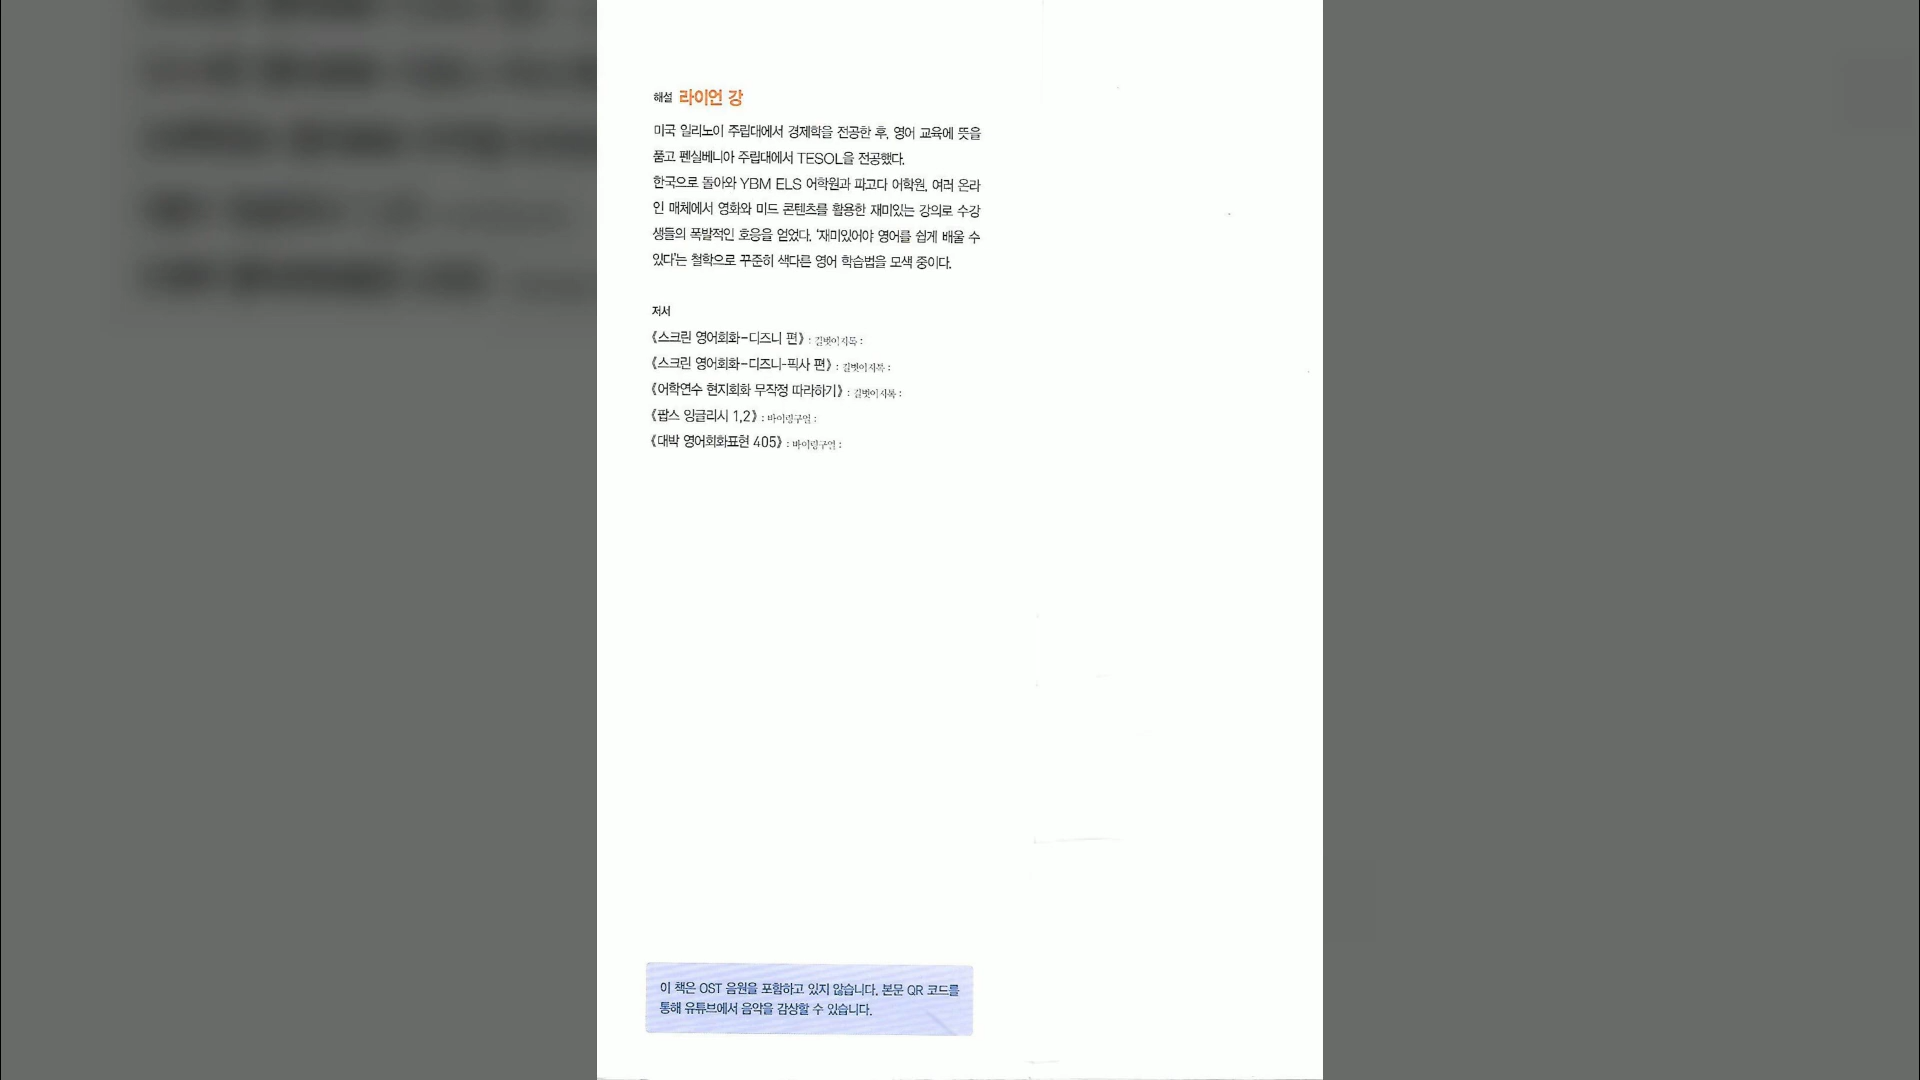 해설 라이언 강
미국 일리노이 주립대에서 경제학을 전공한 후, 영어 교육에 뜻을
품고 펜실베니아 주립대에서 TESOL을 전공했다.
한국으로 돌아와 YBM ELS 어학원과 파고다 어학원, 여러 온라
인 매체에서 영화와 미드 콘텐츠를 활용한 재미있는 강의로 수강
생들의 폭발적인 호응을 얻었다. '재미있어야 영어를 쉽게 배울 수
있다'는 철학으로 꾸준히 색다른 영어 학습법을 모색 중이다.
저서
《스크린 영어회화-디즈니 편》 : 길벗이지톡 :
《스크린 영어회화-디즈니-픽사 편》 : 길벗이지톡 :
《어학연수 현지회화 무작정 따라하기》 : 길벗이지톡 :
《팝스 잉글리시 1,2》 : 바이링구얼 :
《대박 영어회화표현 405》 : 바이링구얼 :
이 책은 OST 음원을 포함하고 있지 않습니다. 본문 QR 코드를
통해 유튜브에서 음악을 감상할 수 있습니다.